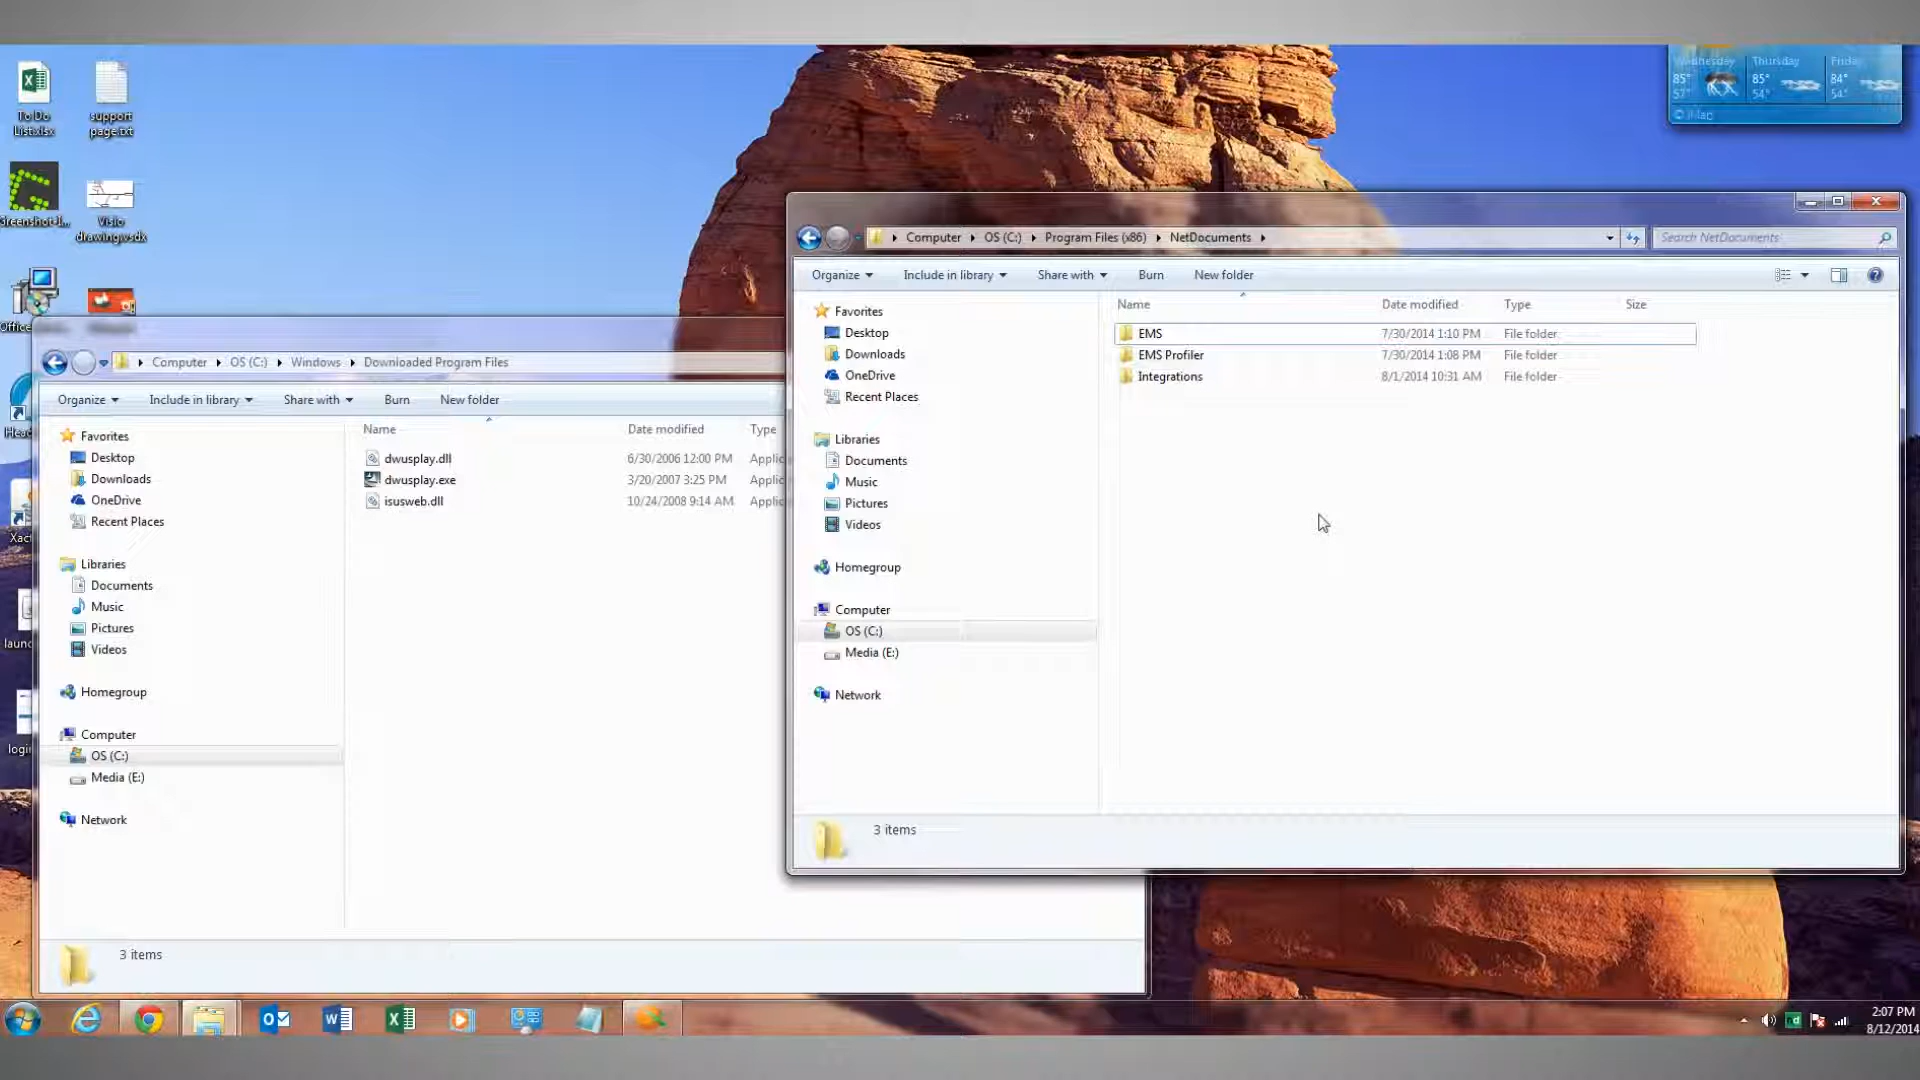 To Do
List.xlsx
support
page.txt
Visio
drawing.vsdx
Office
Wednesday
85°
57°
Thursday
85°
54°
Friday
84°
54°
Computer
OS (C:)
Windows
Downloaded Program Files
Organize
Include in library
Share with
Burn
New folder
Favorites
Desktop
Downloads
OneDrive
Recent Places
Libraries
Documents
Music
Pictures
Videos
Homegroup
Computer
OS (C:)
Media (E:)
Network
Name
Date modified
Type
dwusplay.dll
6/30/2006 12:00 PM
Applic
dwusplay.exe
3/20/2007 3:25 PM
Applic
isusweb.dll
10/24/2008 9:14 AM
Applic
3 items
Computer
OS (C:)
Program Files (x86)
NetDocuments
Search NetDocuments
Organize
Include in library
Share with
Burn
New folder
Favorites
Desktop
Downloads
OneDrive
Recent Places
Libraries
Documents
Music
Pictures
Videos
Homegroup
Computer
OS (C:)
Media (E:)
Network
Name
Date modified
Type
Size
EMS
7/30/2014 1:10 PM
File folder
EMS Profiler
7/30/2014 1:08 PM
File folder
Integrations
8/1/2014 10:31 AM
File folder
3 items
2:07 PM
8/12/2014